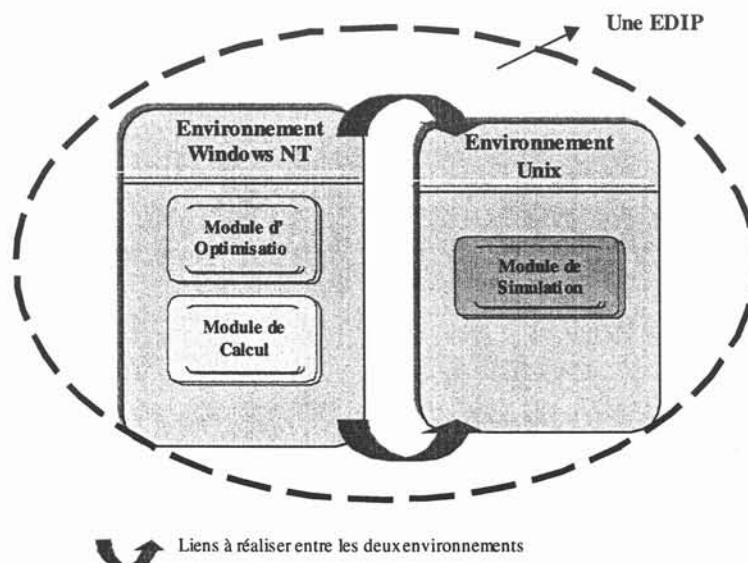 Une EDIP
Environnement
Windows NT
Environnement
Unix
Module d'
Optimisatio
Module de
Simulation
Module de
Calcul
Liens à réaliser entre les deux environnements